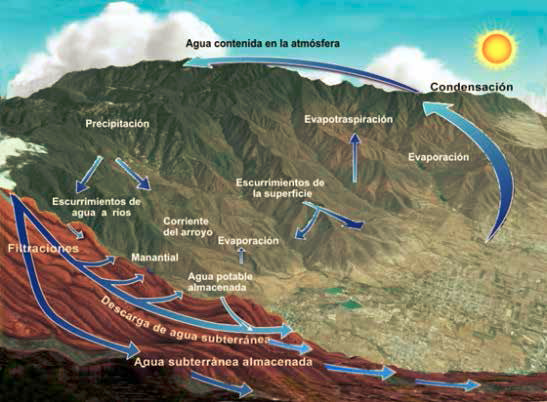 Agua contenida en la atmósfera
Condensación
Precipitación
Evapotraspiración
Evaporación
Escurrimientos de
la superficie
Escurrimientos de
agua a ríos
Corriente
del arroyo
Filtraciones
Manantial
Evaporación
Agua potable
almacenada
Descarga de agua subterránea
Agua subterránea almacenada